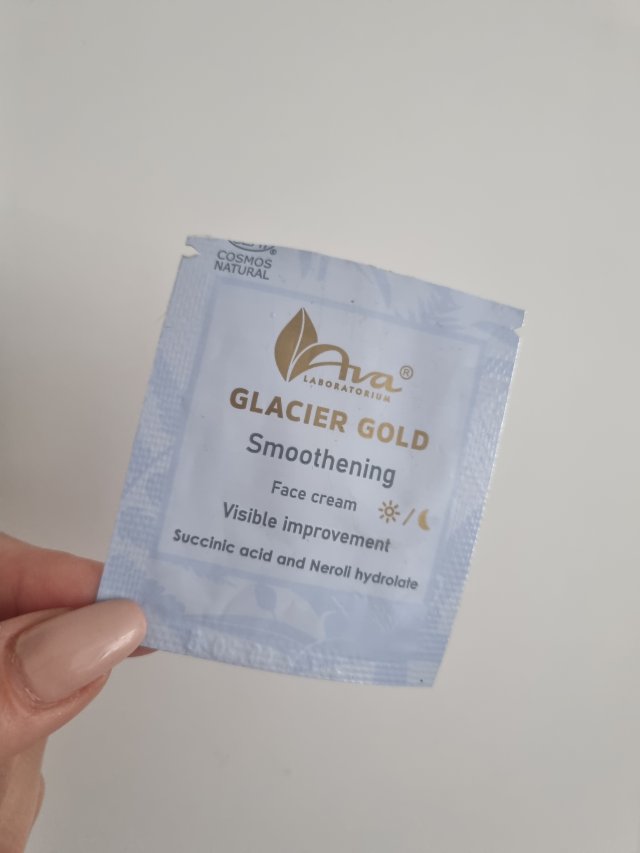 COSMOS
NATURAL
Ava®
LABORATORIUM
GLACIER GOLD
Smoothening
Face cream
Visible improvement
Succinic acid and Neroli hydrolate